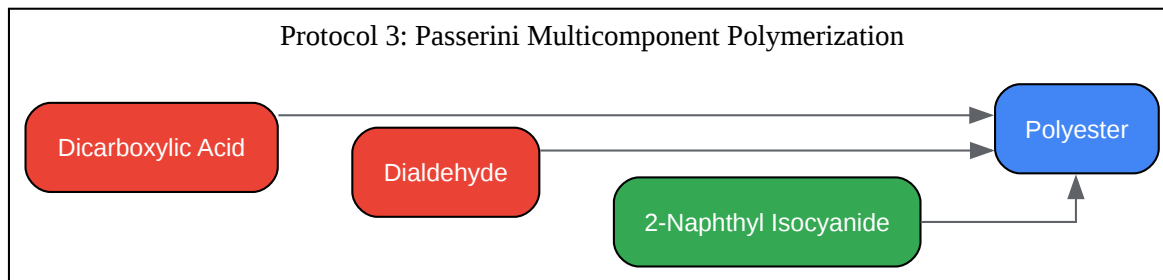 Protocol 3: Passerini Multicomponent Polymerization
Dicarboxylic Acid
Dialdehyde
2-Naphthyl Isocyanide
Polyester